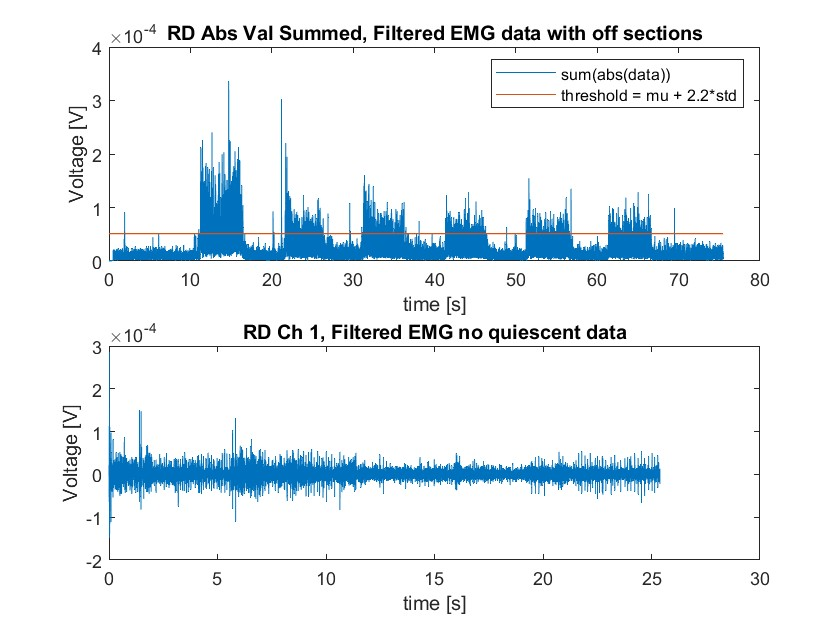 ×10⁻⁴ RD Abs Val Summed, Filtered EMG data with off sections
4
sum(abs(data))
threshold = mu + 2.2*std
3
2
1
0
Voltage [V]
0 10 20 30 40 50 60 70 80
time [s]
×10⁻⁴ RD Ch 1, Filtered EMG no quiescent data
3
2
1
0
-1
-2
Voltage [V]
0 5 10 15 20 25 30
time [s]